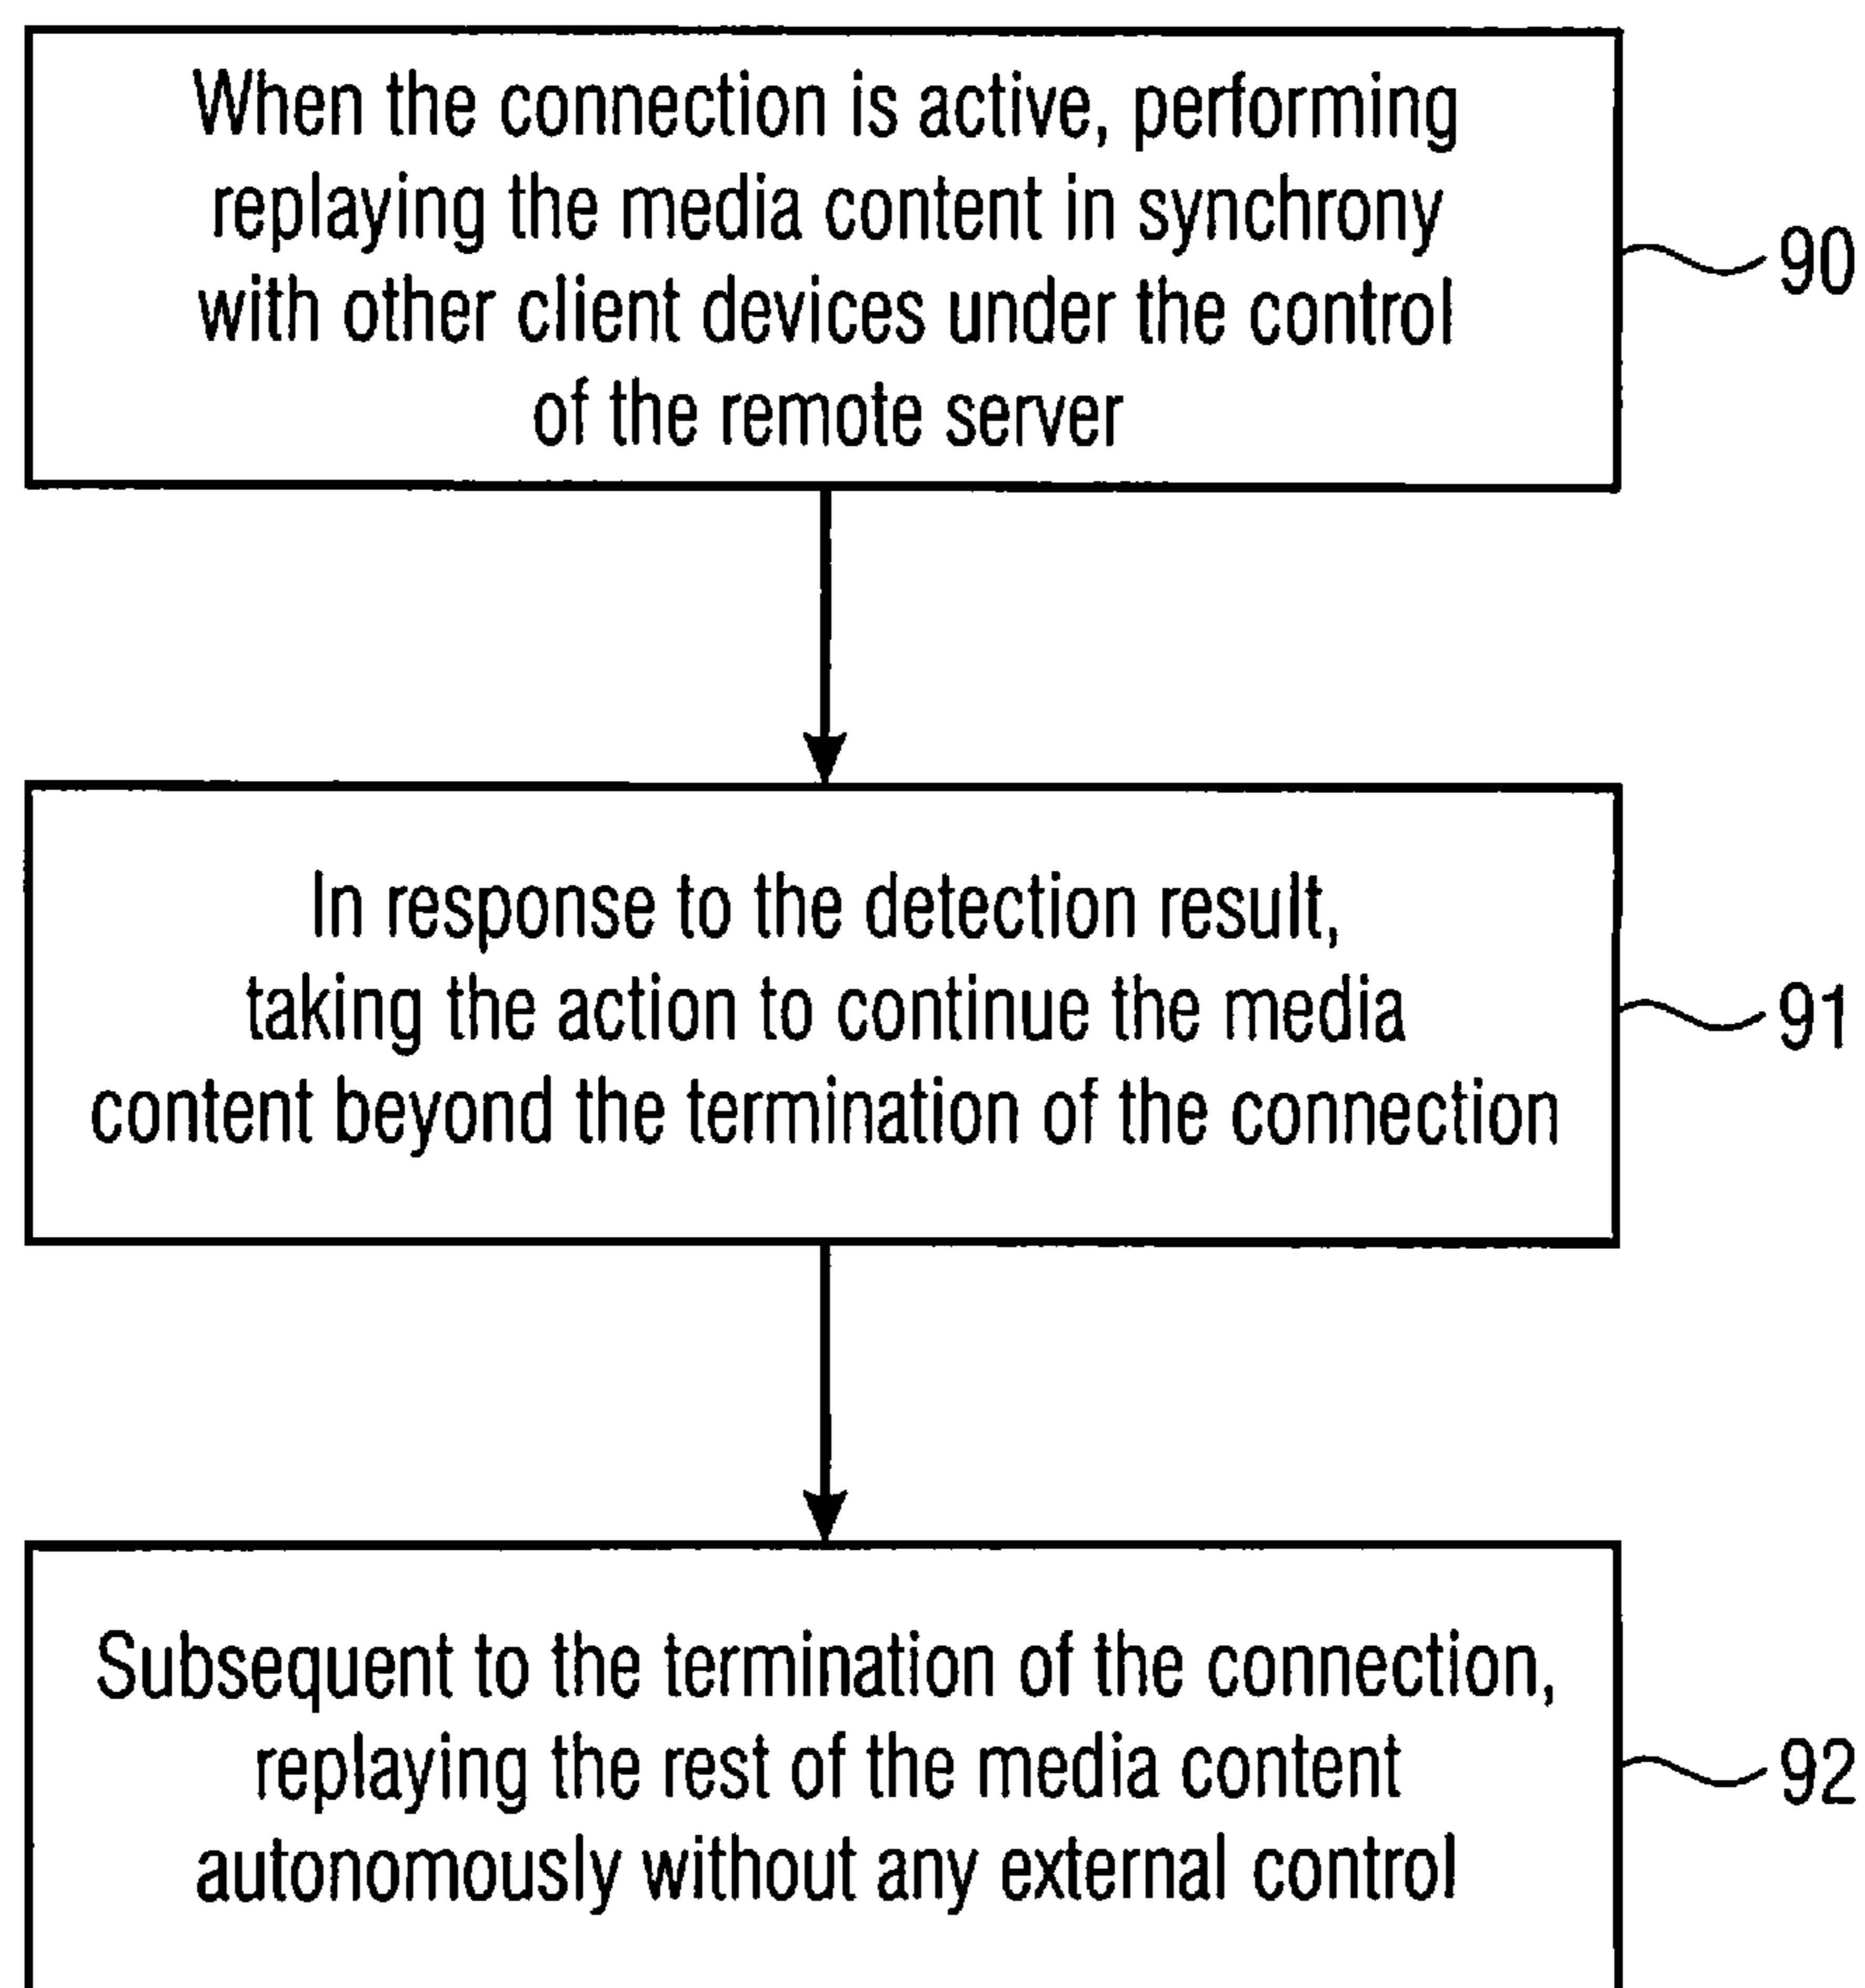 When the connection is active, performing
replaying the media content in synchrony
with other client devices under the control
of the remote server
90
In response to the detection result,
taking the action to continue the media
content beyond the termination of the connection
91
Subsequent to the termination of the connection,
replaying the rest of the media content
autonomously without any external control
92